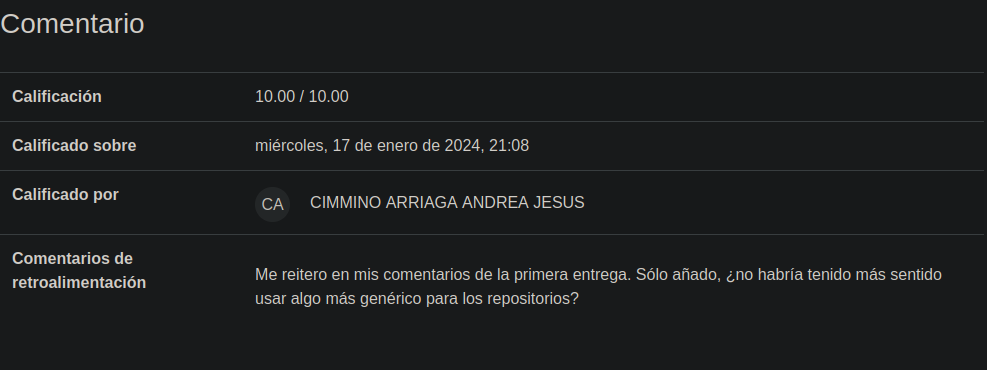 Comentario
Calificación 10.00 / 10.00
Calificado sobre miércoles, 17 de enero de 2024, 21:08
Calificado por CA CIMMINO ARRIAGA ANDREA JESUS
Comentarios de
retroalimentación
Me reitero en mis comentarios de la primera entrega. Sólo añado, ¿no habría tenido más sentido
usar algo más genérico para los repositorios?